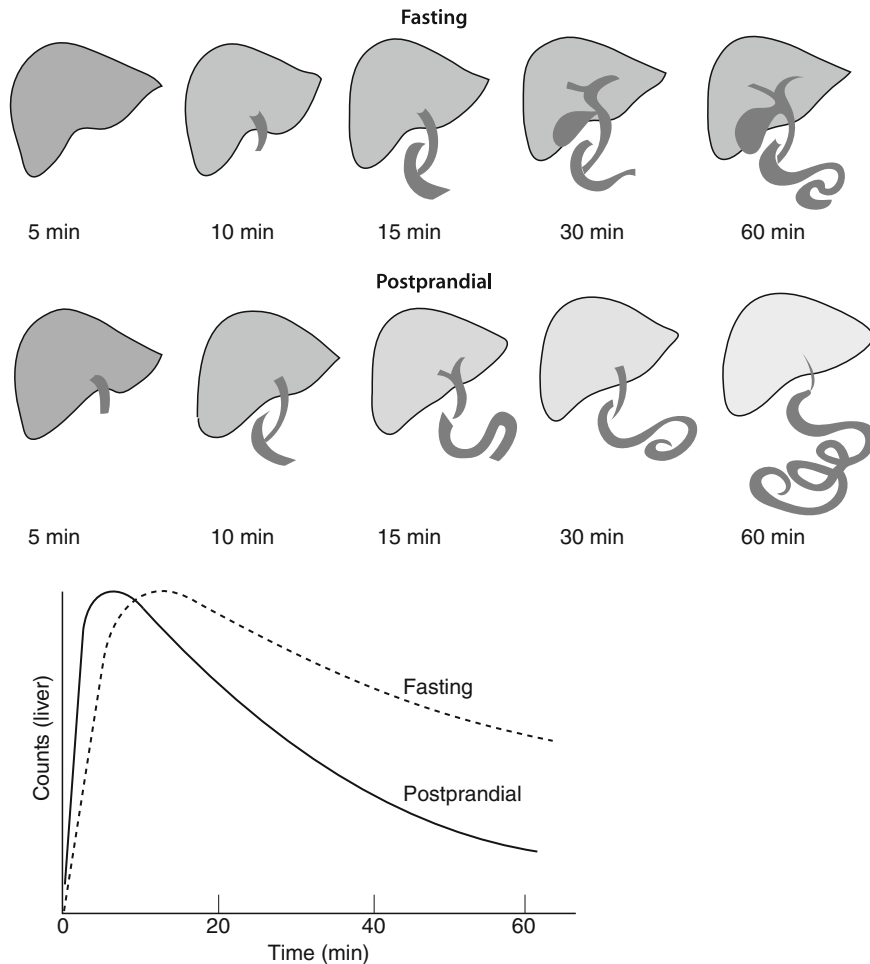 Fasting
5 min 10 min 15 min 30 min 60 min
Postprandial
5 min 10 min 15 min 30 min 60 min
Counts (liver)
Fasting
Postprandial
0 20 40 60
Time (min)